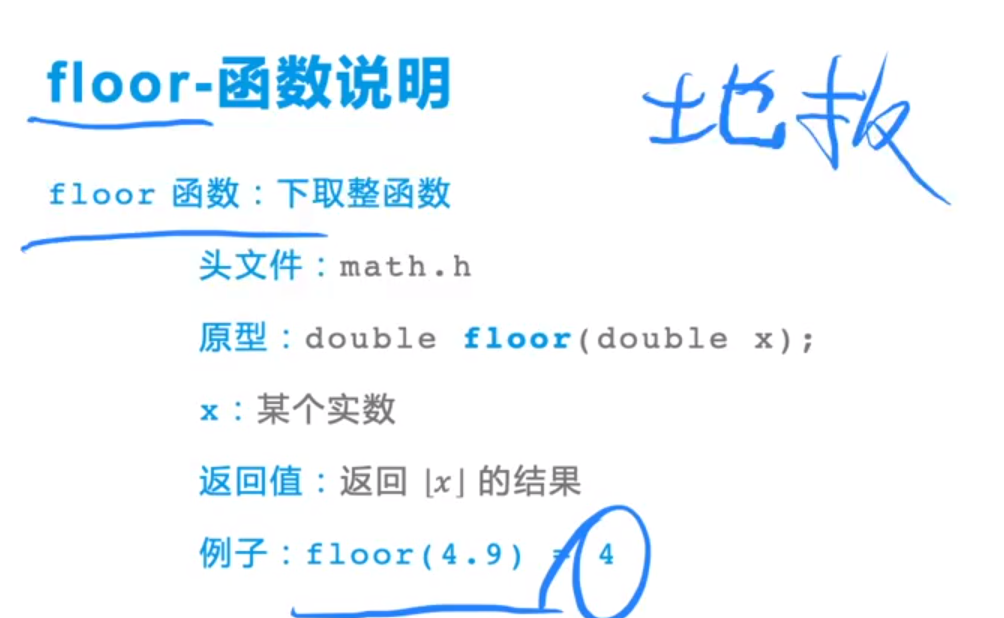 floor-函数说明
地板
floor 函数：下取整函数
头文件：math.h
原型：double floor(double x);
x：某个实数
返回值：返回 ⌊x⌋ 的结果
例子：floor(4.9) = 4